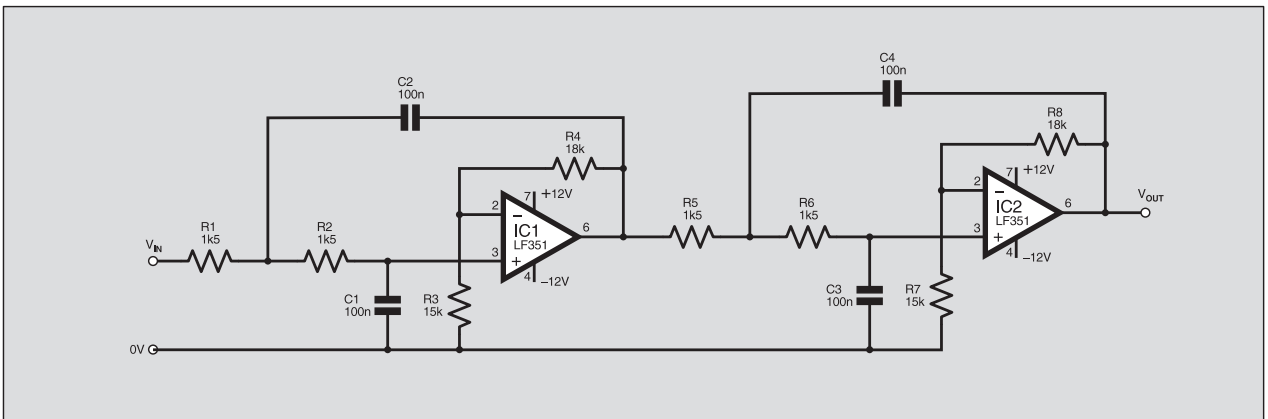 C4
100n
C2
100n
R8
18k
R4
18k
7
+12V
2
–
IC2
LF351
6
V OUT
3
+
4
–12V
7
+12V
2
–
IC1
LF351
6
3
+
4
–12V
R5
1k5
R6
1k5
R1
1k5
R2
1k5
V IN
C1
100n
R3
15k
C3
100n
R7
15k
0V